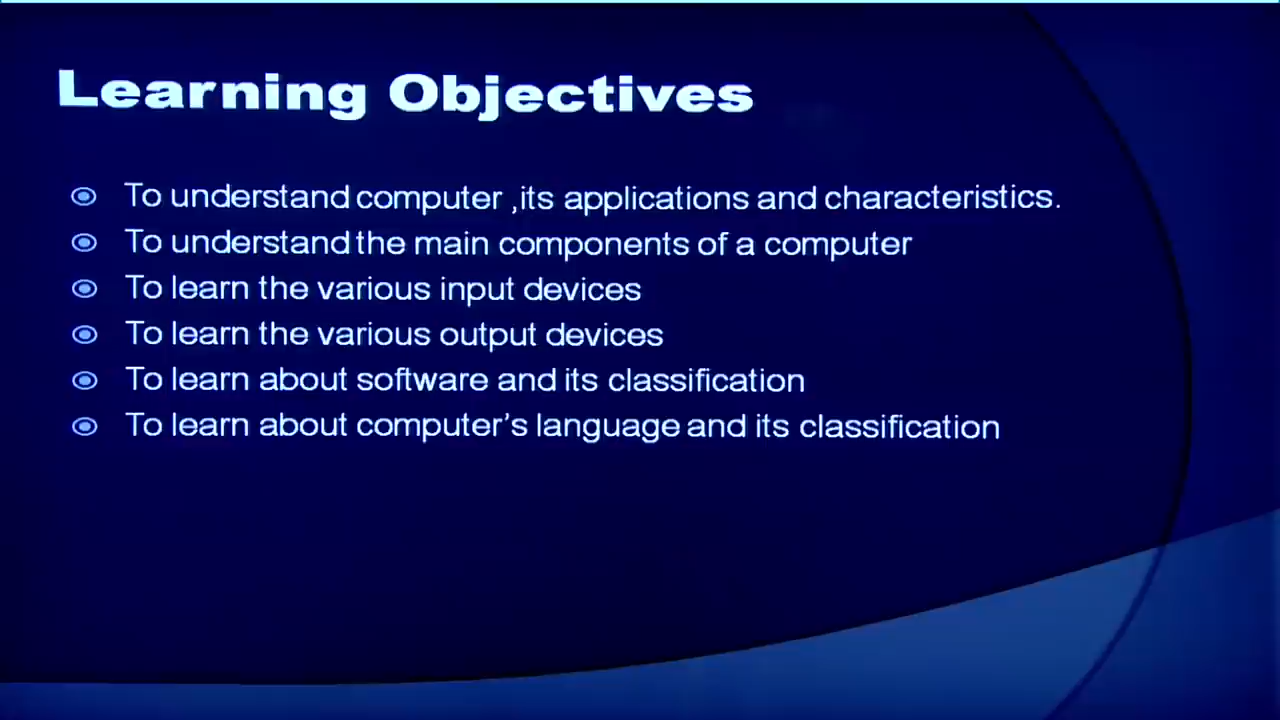 Learning Objectives
To understand computer ,its applications and characteristics.
To understand the main components of a computer
To learn the various input devices
To learn the various output devices
To learn about software and its classification
To learn about computer’s language and its classification